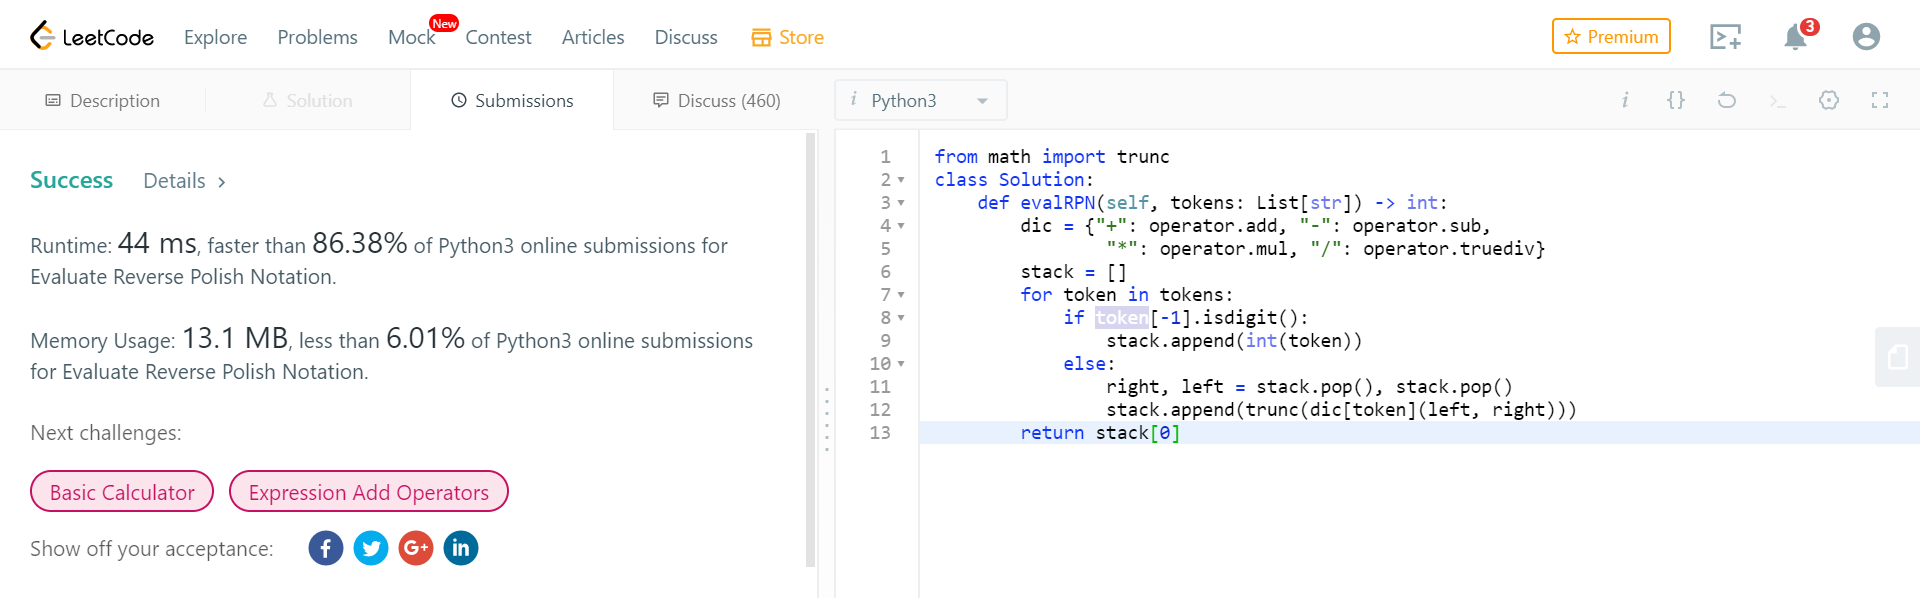 LeetCode Explore Problems Mock New Contest Articles Discuss Store Premium 3
Description Solution Submissions Discuss (460) i Python3 i {} >_
Success Details >
Runtime: 44 ms, faster than 86.38% of Python3 online submissions for
Evaluate Reverse Polish Notation.
Memory Usage: 13.1 MB, less than 6.01% of Python3 online submissions
for Evaluate Reverse Polish Notation.
Next challenges:
Basic Calculator Expression Add Operators
Show off your acceptance: f G+ in
1 from math import trunc
2 class Solution:
3     def evalRPN(self, tokens: List[str]) -> int:
4         dic = {"+": operator.add, "-": operator.sub,
5                 "*": operator.mul, "/": operator.truediv}
6         stack = []
7         for token in tokens:
8             if token[-1].isdigit():
9                 stack.append(int(token))
10             else:
11                 right, left = stack.pop(), stack.pop()
12                 stack.append(trunc(dic[token](left, right)))
13         return stack[0]